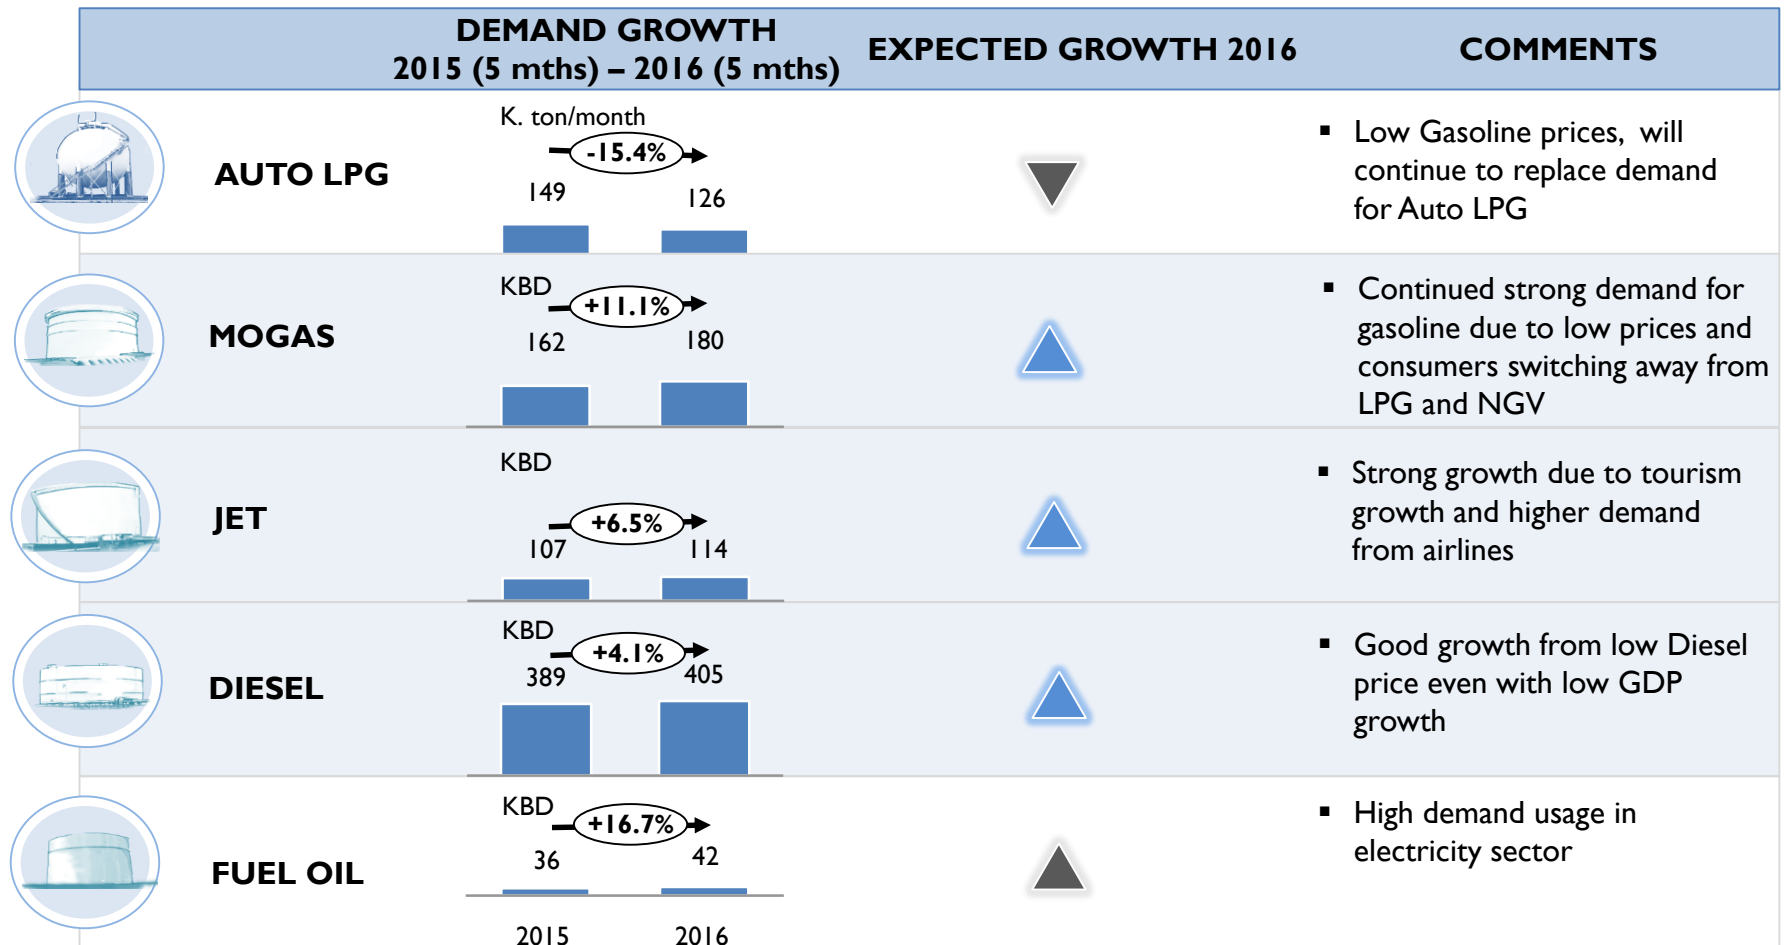 DEMAND GROWTH
2015 (5 mths) – 2016 (5 mths)
EXPECTED GROWTH 2016
COMMENTS
AUTO LPG
K. ton/month
-15.4%
149
126
▪ Low Gasoline prices, will
continue to replace demand
for Auto LPG
MOGAS
KBD
+11.1%
162
180
▪ Continued strong demand for
gasoline due to low prices and
consumers switching away from
LPG and NGV
JET
KBD
+6.5%
107
114
▪ Strong growth due to tourism
growth and higher demand
from airlines
DIESEL
KBD
+4.1%
389
405
▪ Good growth from low Diesel
price even with low GDP
growth
FUEL OIL
KBD
+16.7%
36
42
▪ High demand usage in
electricity sector
2015
2016